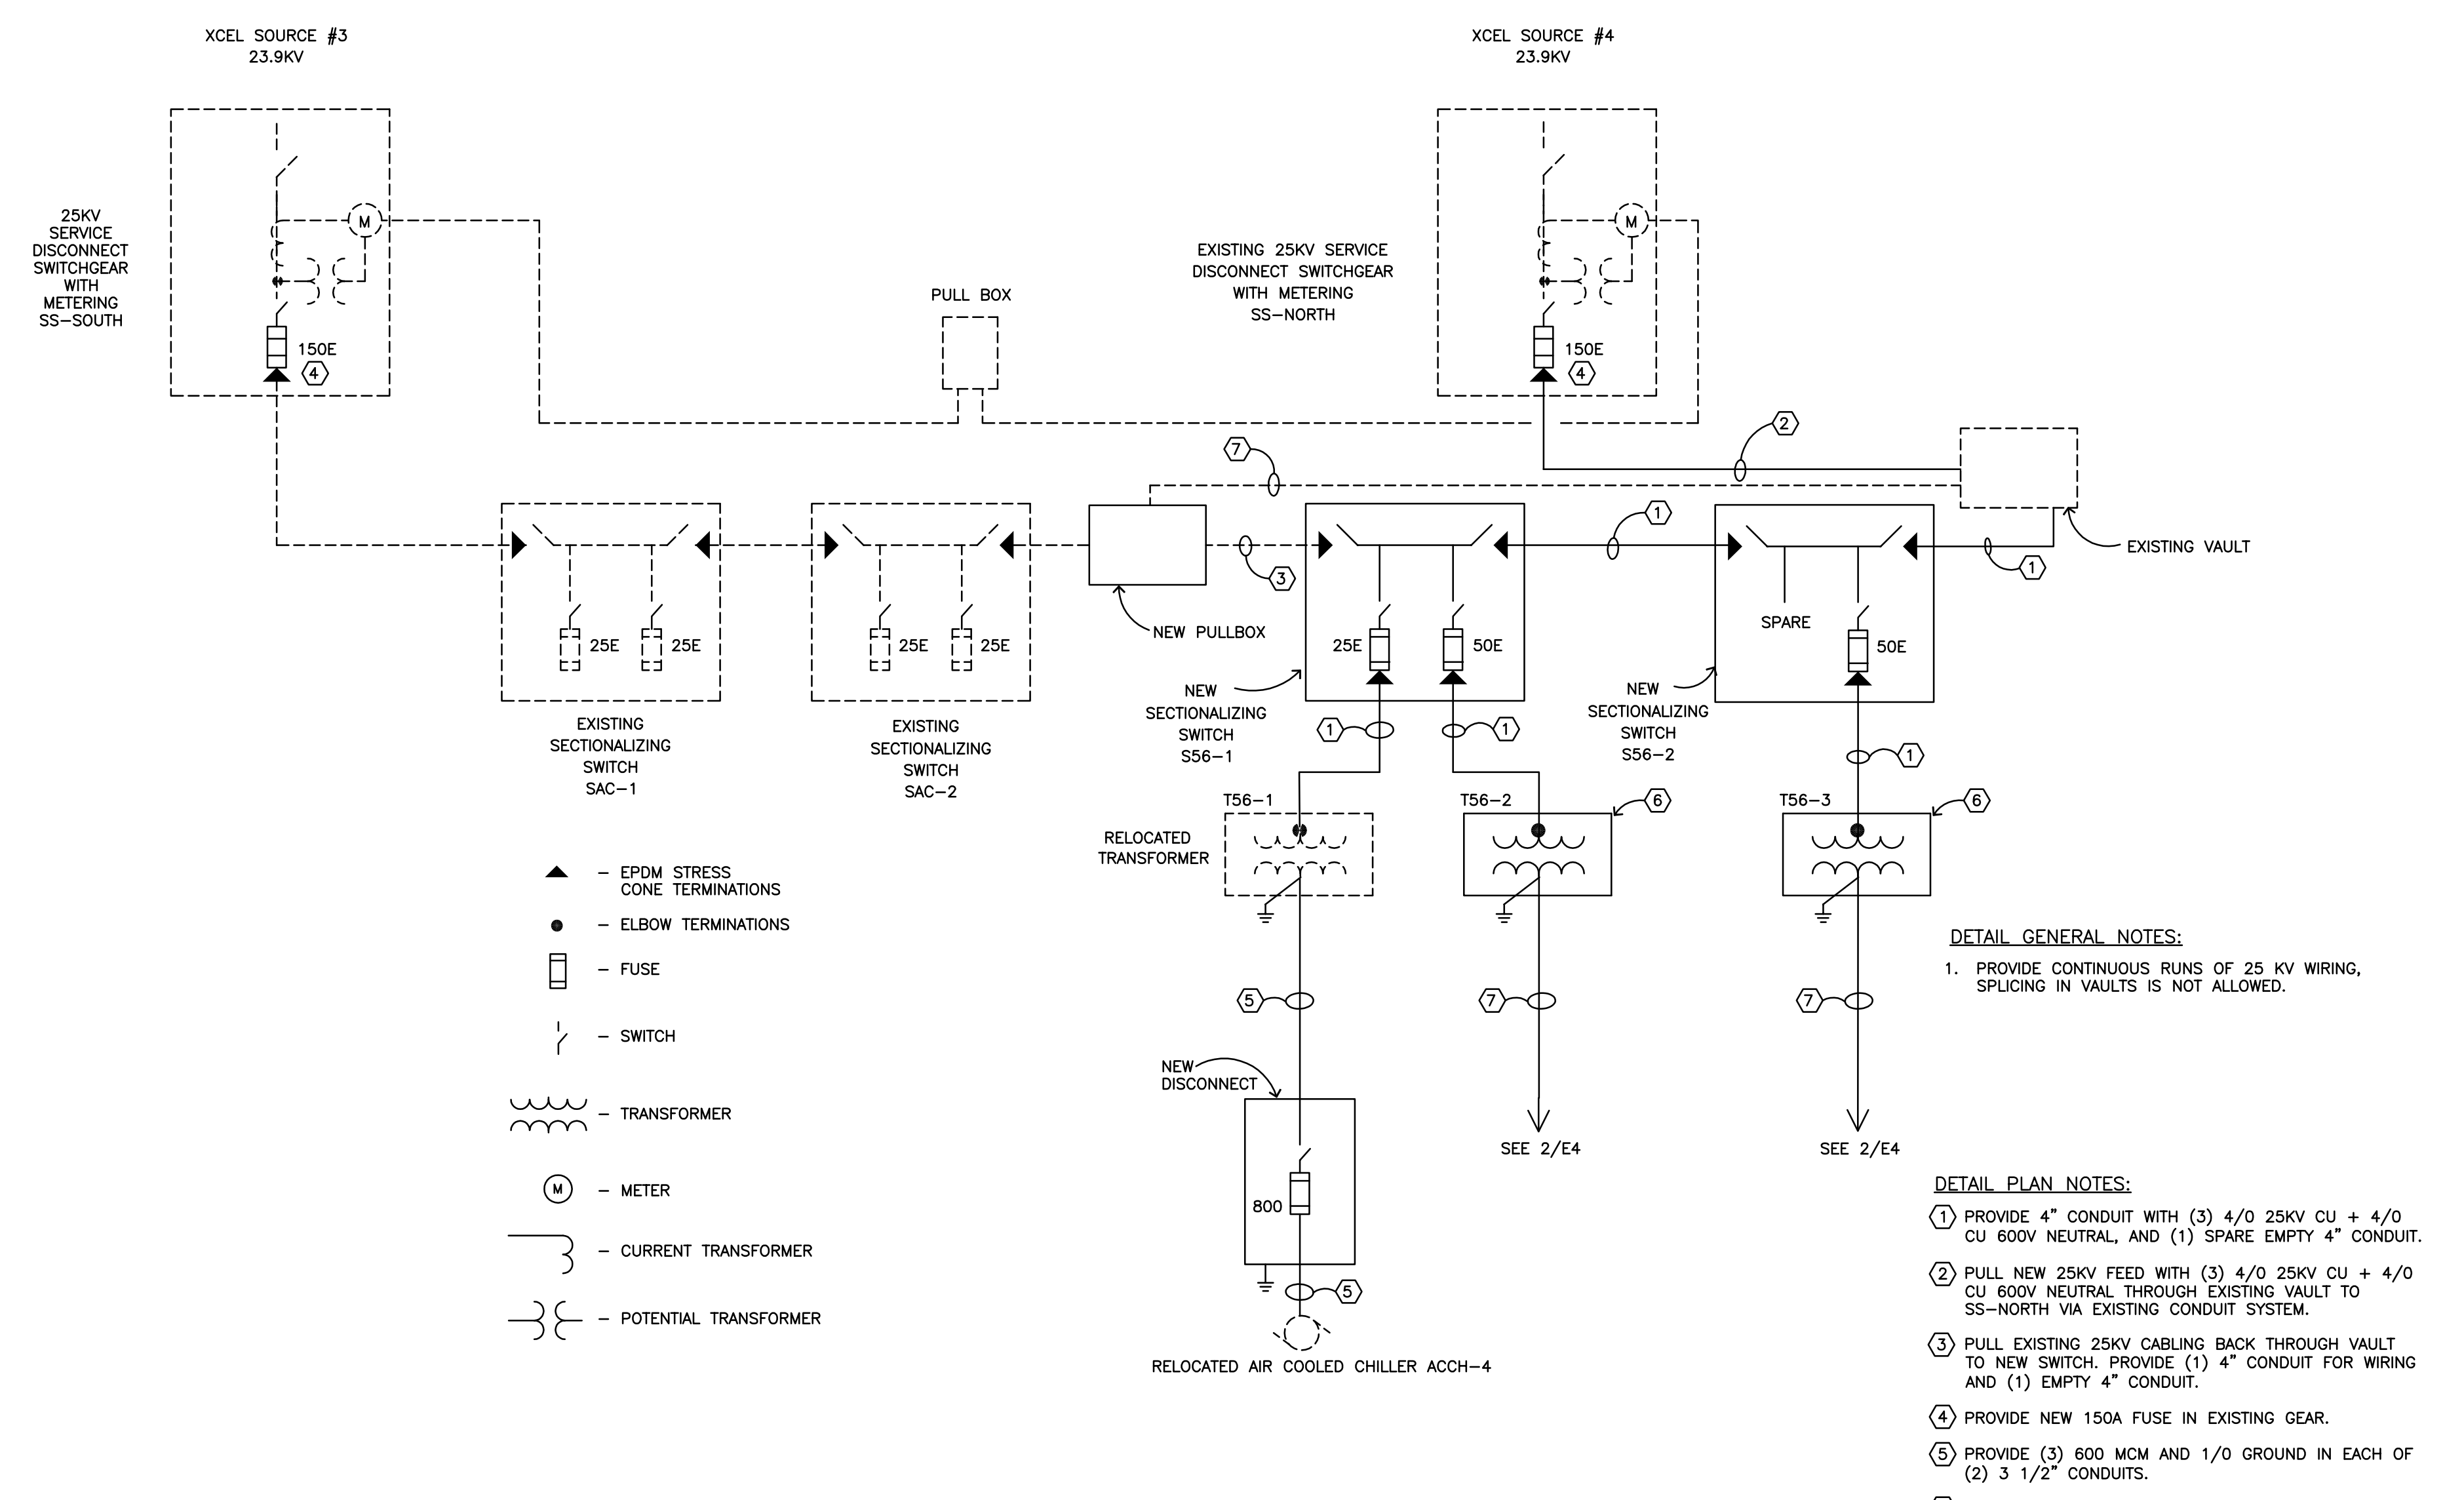 XCEL SOURCE #3
23.9KV
XCEL SOURCE #4
23.9KV
25KV
SERVICE
DISCONNECT
SWITCHGEAR
WITH
METERING
SS-SOUTH
M
150E
4
PULL BOX
EXISTING 25KV SERVICE
DISCONNECT SWITCHGEAR
WITH METERING
SS-NORTH
M
150E
4
7
2
1
3
1
EXISTING VAULT
NEW PULLBOX
25E
25E
EXISTING
SECTIONALIZING
SWITCH
SAC-1
25E
25E
EXISTING
SECTIONALIZING
SWITCH
SAC-2
25E
50E
NEW
SECTIONALIZING
SWITCH
S56-1
SPARE
50E
NEW
SECTIONALIZING
SWITCH
S56-2
1
1
1
T56-1
RELOCATED
TRANSFORMER
T56-2
6
T56-3
6
5
7
7
NEW
DISCONNECT
800
5
RELOCATED AIR COOLED CHILLER ACCH-4
SEE 2/E4
SEE 2/E4
- EPDM STRESS
CONE TERMINATIONS
- ELBOW TERMINATIONS
- FUSE
- SWITCH
- TRANSFORMER
M - METER
- CURRENT TRANSFORMER
- POTENTIAL TRANSFORMER
DETAIL GENERAL NOTES:
1. PROVIDE CONTINUOUS RUNS OF 25 KV WIRING,
SPLICING IN VAULTS IS NOT ALLOWED.
DETAIL PLAN NOTES:
1 PROVIDE 4" CONDUIT WITH (3) 4/0 25KV CU + 4/0
CU 600V NEUTRAL, AND (1) SPARE EMPTY 4" CONDUIT.
2 PULL NEW 25KV FEED WITH (3) 4/0 25KV CU + 4/0
CU 600V NEUTRAL THROUGH EXISTING VAULT TO
SS-NORTH VIA EXISTING CONDUIT SYSTEM.
3 PULL EXISTING 25KV CABLING BACK THROUGH VAULT
TO NEW SWITCH. PROVIDE (1) 4" CONDUIT FOR WIRING
AND (1) EMPTY 4" CONDUIT.
4 PROVIDE NEW 150A FUSE IN EXISTING GEAR.
5 PROVIDE (3) 600 MCM AND 1/0 GROUND IN EACH OF
(2) 3 1/2" CONDUITS.